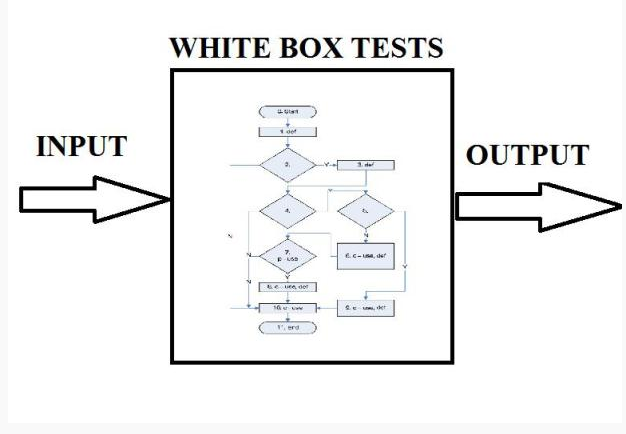 WHITE BOX TESTS
INPUT
OUTPUT
0. Start
1. def
2.
Y
3. def
4.
5.
N
7.
p - use
6. c - use, def
N
Y
Y
N
8. c - use, def
10. c - use
9. c - use, def
11. end